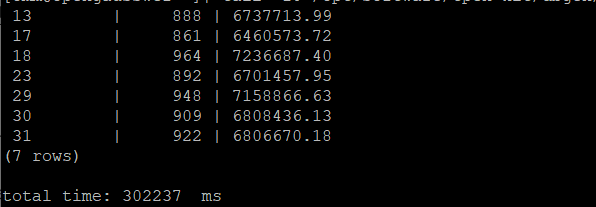 13 | 888 | 6737713.99
17 | 861 | 6460573.72
18 | 964 | 7236687.40
23 | 892 | 6701457.95
29 | 948 | 7158866.63
30 | 909 | 6808436.13
31 | 922 | 6806670.18
(7 rows)
total time: 302237 ms